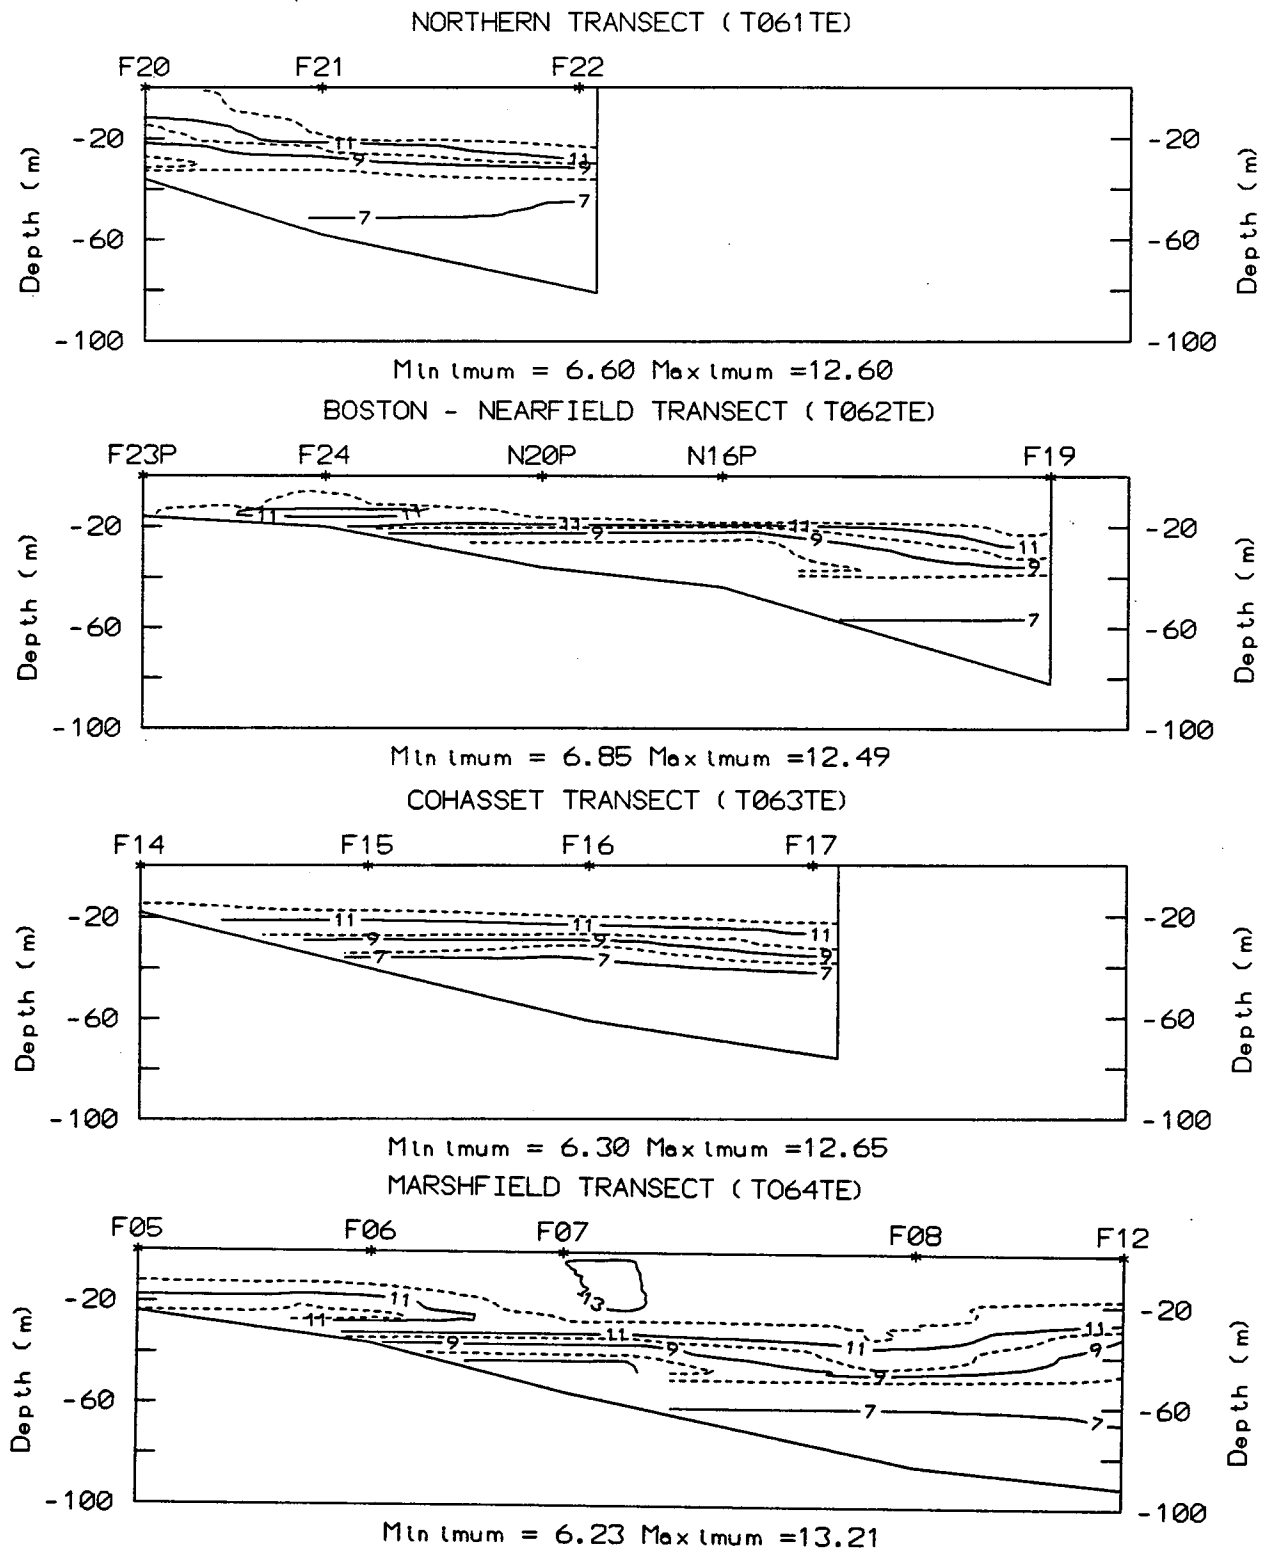 NORTHERN TRANSECT (T061TE)
F20 F21 F22
-20 11 11 -20
9 9
7 7
-60 -60
-100 -100
Depth (m) Depth (m)
Minimum = 6.60 Maximum =12.60
BOSTON - NEARFIELD TRANSECT (T062TE)
F23P F24 N20P N16P F19
-20 11 11 11 11 11 -20
9 9 9
7
-60 -60
-100 -100
Depth (m) Depth (m)
Minimum = 6.85 Maximum =12.49
COHASSET TRANSECT (T063TE)
F14 F15 F16 F17
-20 11 11 11 -20
9 9 9
7 7 7
-60 -60
-100 -100
Depth (m) Depth (m)
Minimum = 6.30 Maximum =12.65
MARSHFIELD TRANSECT (T064TE)
F05 F06 F07 F08 F12
-20 11 13 -20
11 11 11 11
9 9 9 9
7 7
-60 -60
-100 -100
Depth (m) Depth (m)
Minimum = 6.23 Maximum =13.21